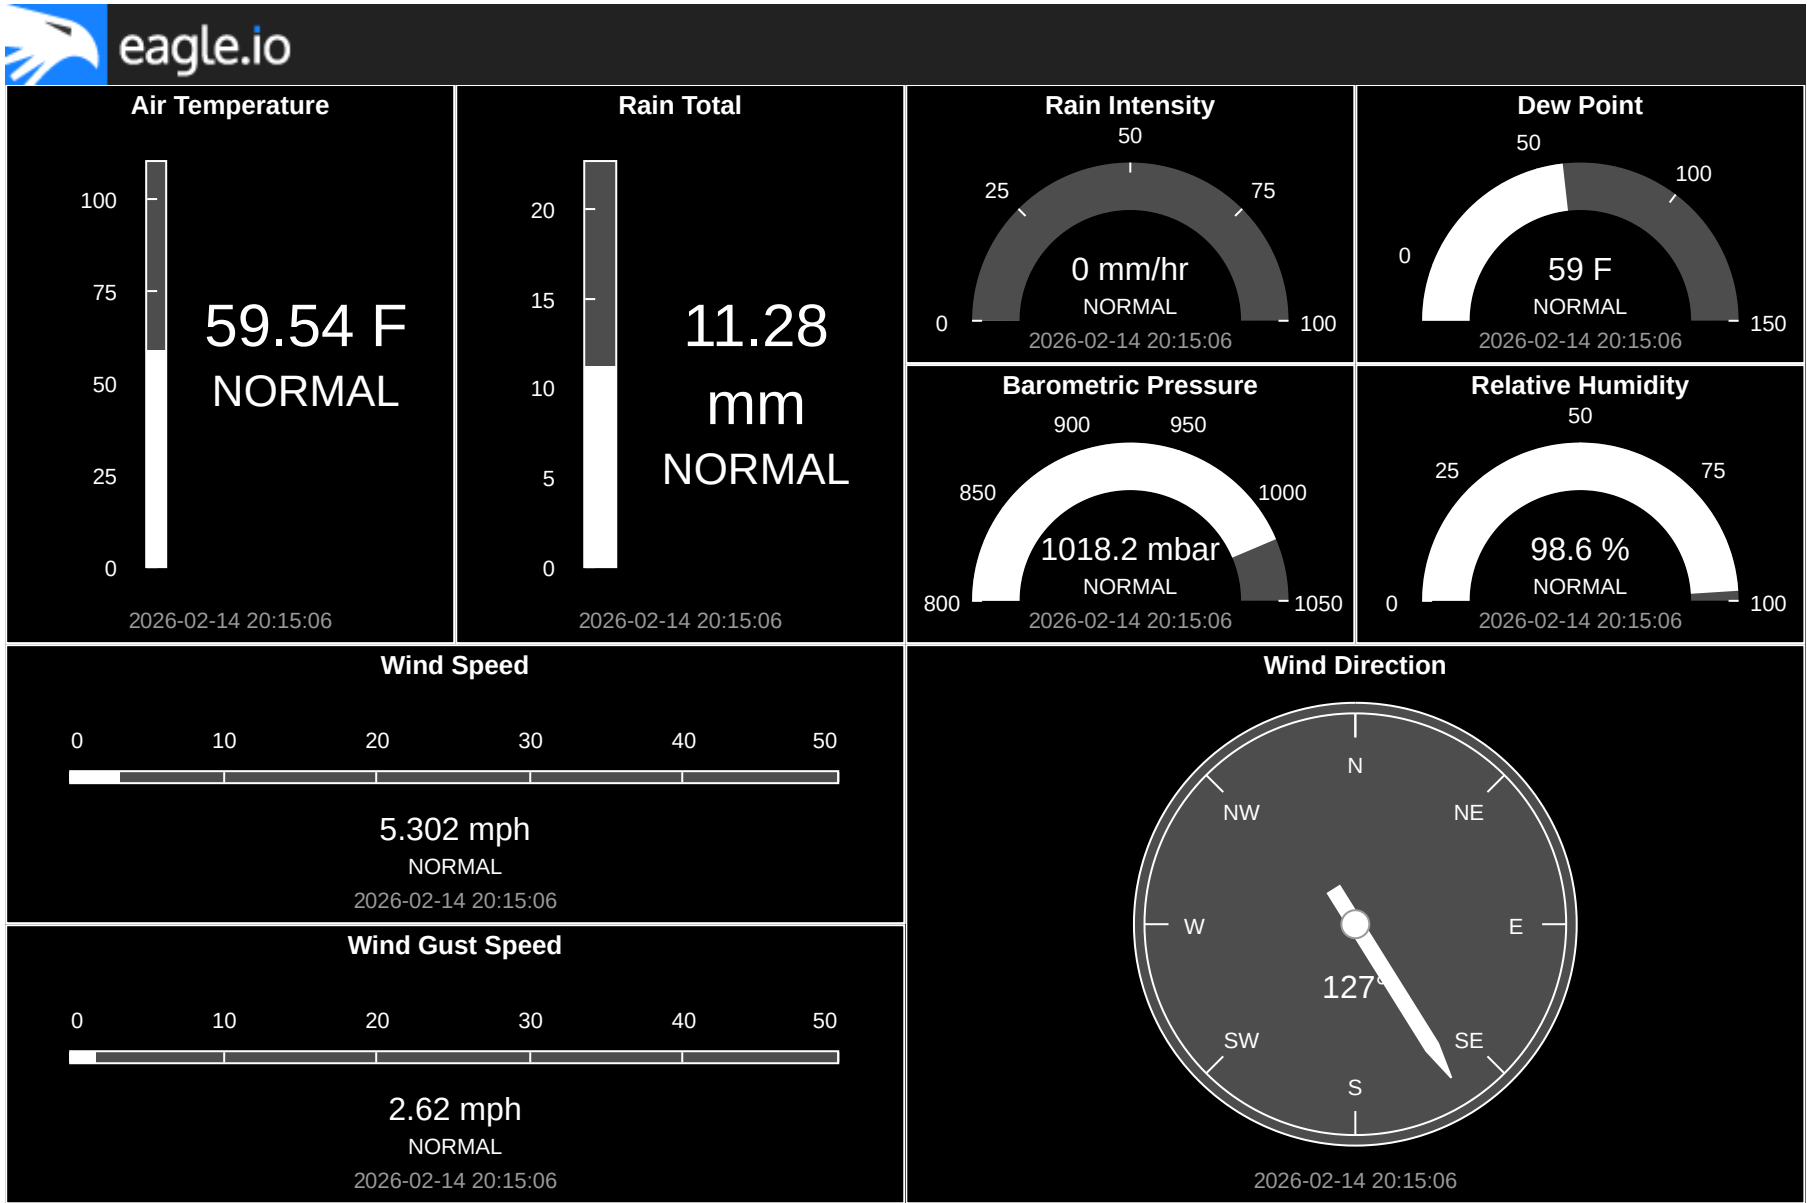 eagle.io
Air Temperature
100
75
50
25
0
59.54 F
NORMAL
2026-02-14 20:15:06
Rain Total
20
15
10
5
0
11.28
mm
NORMAL
2026-02-14 20:15:06
Rain Intensity
0
25
50
75
100
0 mm/hr
NORMAL
2026-02-14 20:15:06
Dew Point
0
50
100
150
59 F
NORMAL
2026-02-14 20:15:06
Barometric Pressure
800
850
900
950
1000
1050
1018.2 mbar
NORMAL
2026-02-14 20:15:06
Relative Humidity
0
25
50
75
100
98.6 %
NORMAL
2026-02-14 20:15:06
Wind Speed
0 10 20 30 40 50
5.302 mph
NORMAL
2026-02-14 20:15:06
Wind Gust Speed
0 10 20 30 40 50
2.62 mph
NORMAL
2026-02-14 20:15:06
Wind Direction
N
NW NE
W E
127°
SW SE
S
2026-02-14 20:15:06